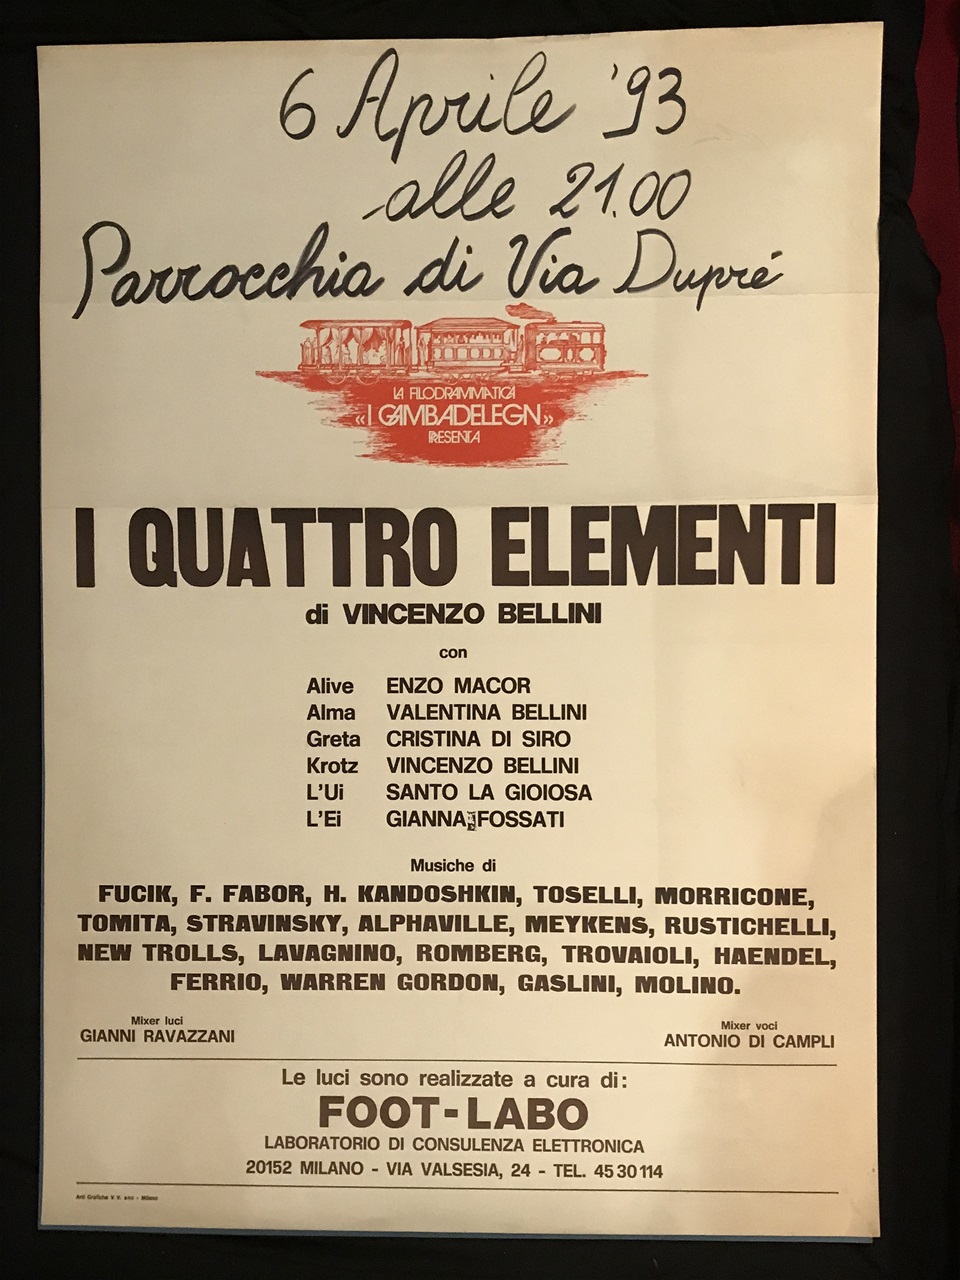 6 Aprile '93
alle 21.00
Parrocchia di Via Dupré
LA FILODRAMMATICA
«I GAMBADELEGN»
PRESENTA
I QUATTRO ELEMENTI
di VINCENZO BELLINI
con
Alive ENZO MACOR
Alma VALENTINA BELLINI
Greta CRISTINA DI SIRO
Krotz VINCENZO BELLINI
L'Ui SANTO LA GIOIOSA
L'Ei GIANNA FOSSATI
Musiche di
FUCIK, F. FABOR, H. KANDOSHKIN, TOSELLI, MORRICONE,
TOMITA, STRAVINSKY, ALPHAVILLE, MEYKENS, RUSTICHELLI,
NEW TROLLS, LAVAGNINO, ROMBERG, TROVAIOLI, HAENDEL,
FERRIO, WARREN GORDON, GASLINI, MOLINO.
Mixer luci
GIANNI RAVAZZANI
Mixer voci
ANTONIO DI CAMPLI
Le luci sono realizzate a cura di:
FOOT-LABO
LABORATORIO DI CONSULENZA ELETTRONICA
20152 MILANO - VIA VALSESIA, 24 - TEL. 45 30 114
Arti Grafiche V.V. - Milano